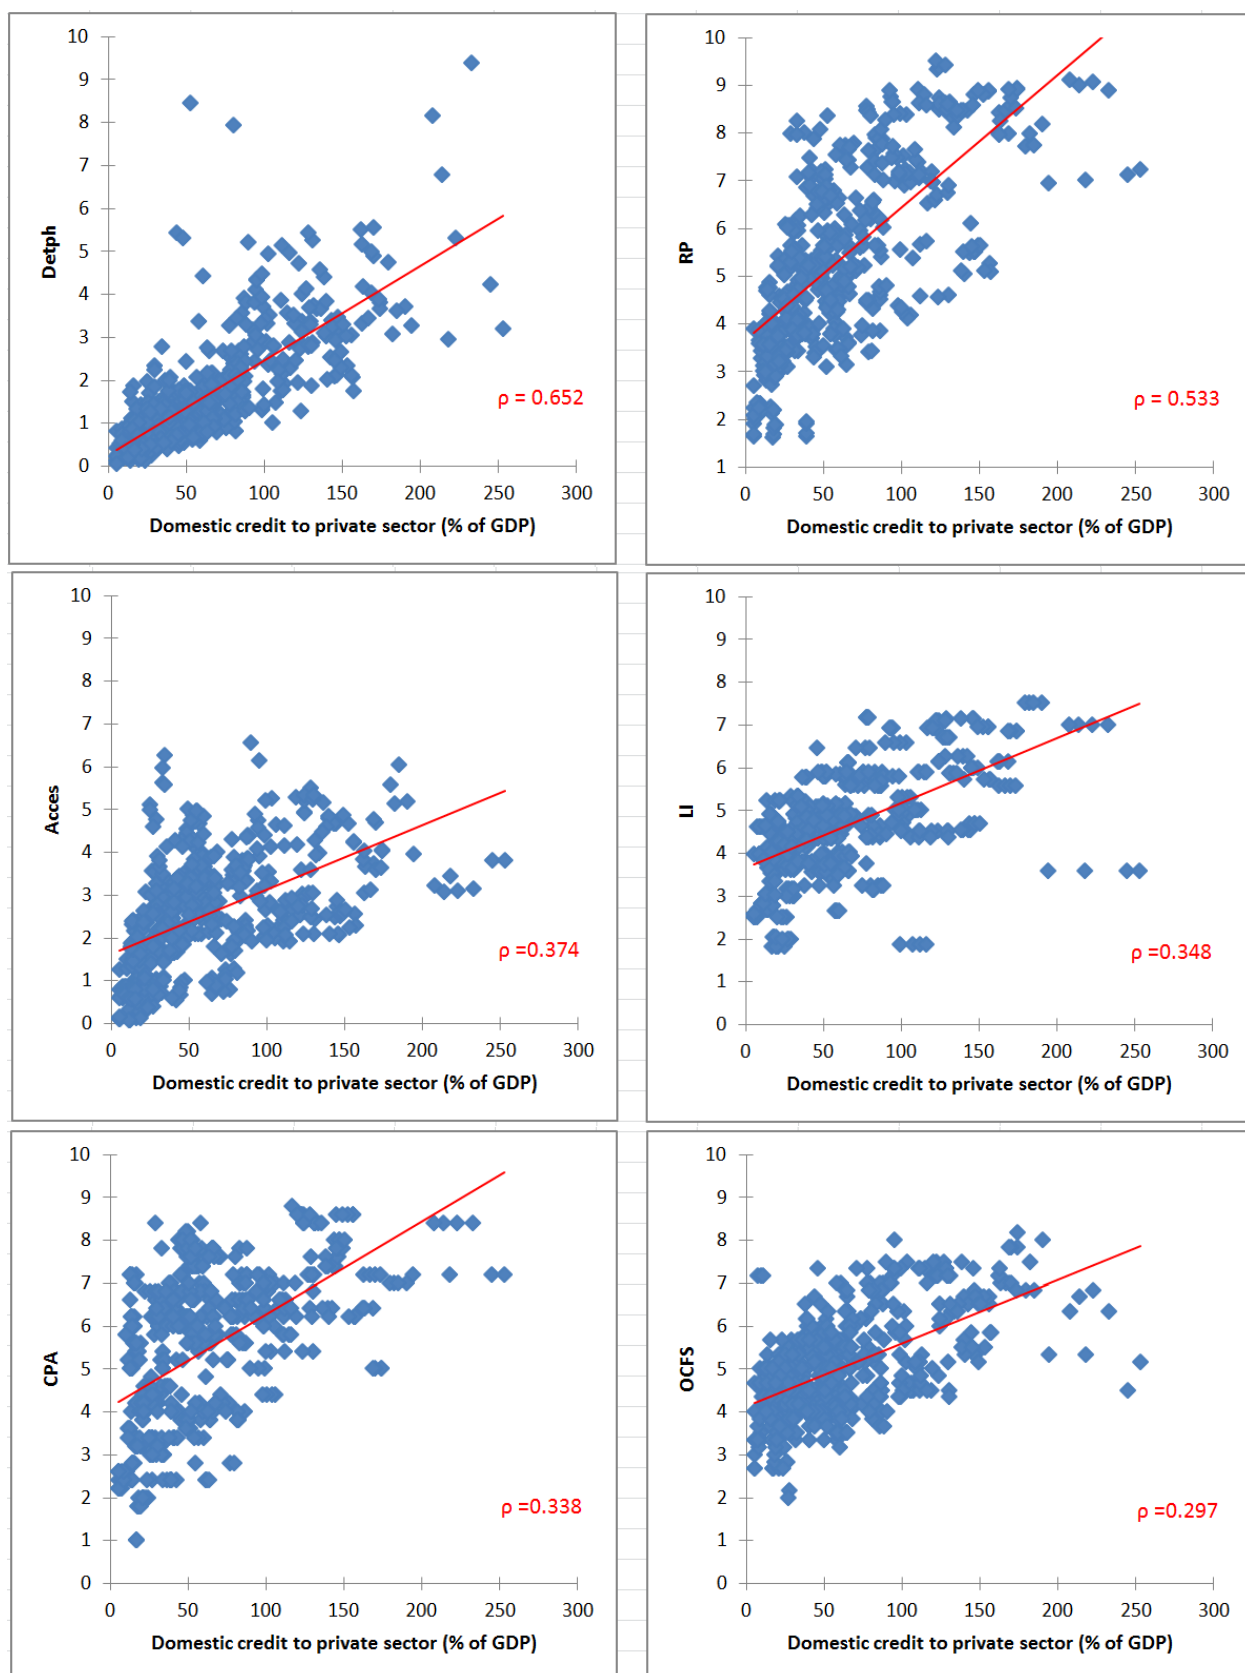 10
9
8
7
6
5
4
3
2
1
0
Detph
ρ = 0.652
0 50 100 150 200 250 300
Domestic credit to private sector (% of GDP)
10
9
8
7
6
5
4
3
2
1
RP
ρ = 0.533
0 50 100 150 200 250 300
Domestic credit to private sector (% of GDP)
10
9
8
7
6
5
4
3
2
1
0
Acces
ρ =0.374
0 50 100 150 200 250 300
Domestic credit to private sector (% of GDP)
10
9
8
7
6
5
4
3
2
1
0
LI
ρ =0.348
0 50 100 150 200 250 300
Domestic credit to private sector (% of GDP)
10
9
8
7
6
5
4
3
2
1
0
CPA
ρ =0.338
0 50 100 150 200 250 300
Domestic credit to private sector (% of GDP)
10
9
8
7
6
5
4
3
2
1
0
OCFS
ρ =0.297
0 50 100 150 200 250 300
Domestic credit to private sector (% of GDP)